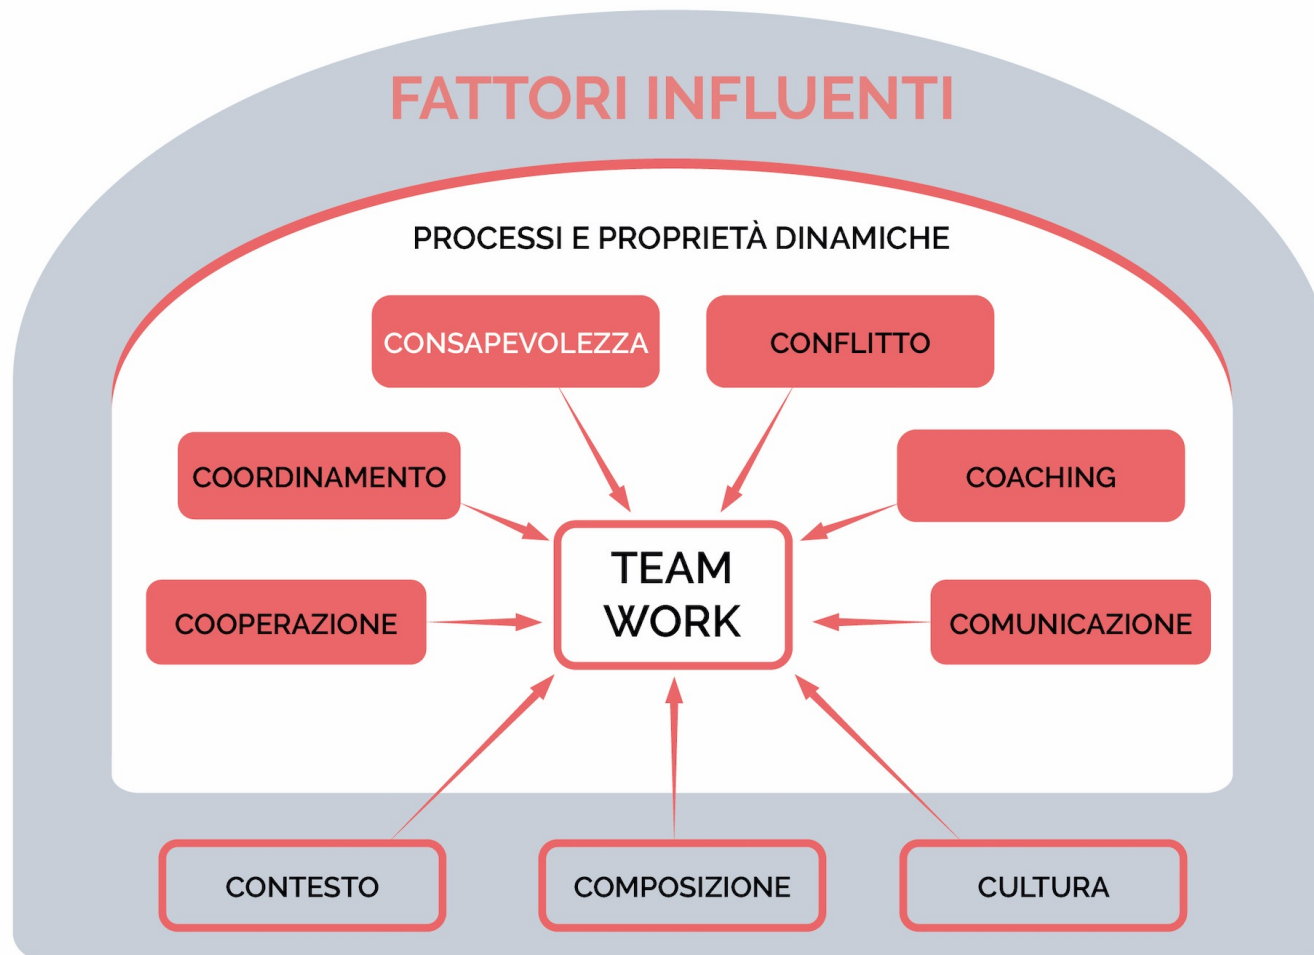 FATTORI INFLUENTI
PROCESSI E PROPRIETÀ DINAMICHE
CONSAPEVOLEZZA
CONFLITTO
COORDINAMENTO
COACHING
TEAM
WORK
COOPERAZIONE
COMUNICAZIONE
CONTESTO
COMPOSIZIONE
CULTURA